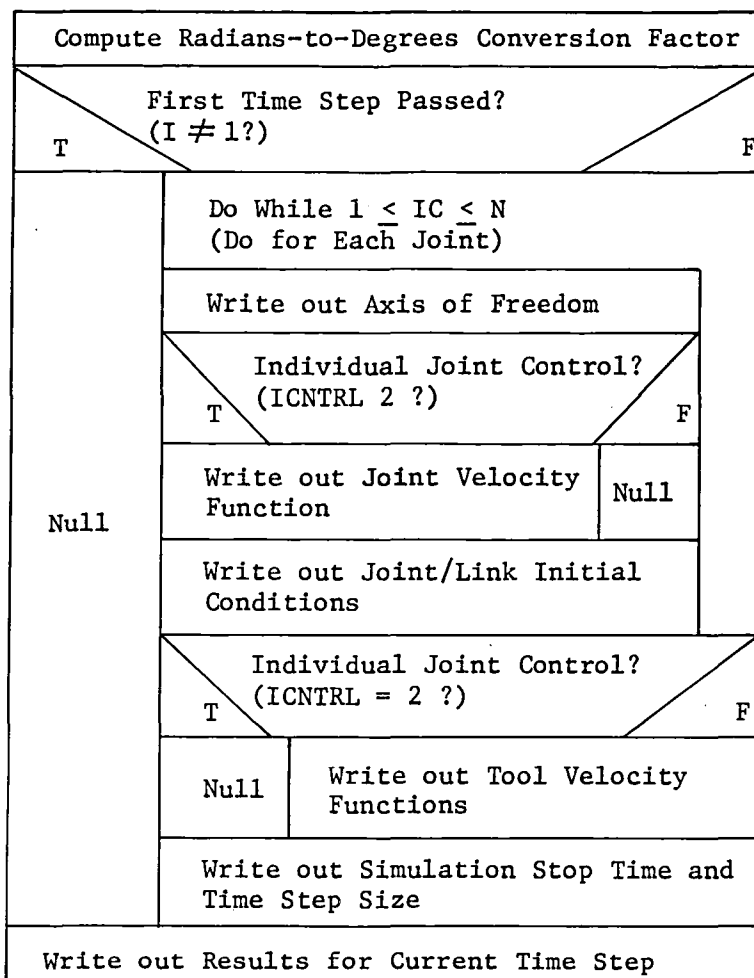 Compute Radians-to-Degrees Conversion Factor
First Time Step Passed?
(I ≠ 1?)
T
F
Do While 1 ≤ IC ≤ N
(Do for Each Joint)
Write out Axis of Freedom
Individual Joint Control?
(ICNTRL 2 ?)
T
F
Write out Joint Velocity
Function
Null
Null
Write out Joint/Link Initial
Conditions
Individual Joint Control?
(ICNTRL = 2 ?)
T
F
Null
Write out Tool Velocity
Functions
Write out Simulation Stop Time and
Time Step Size
Write out Results for Current Time Step